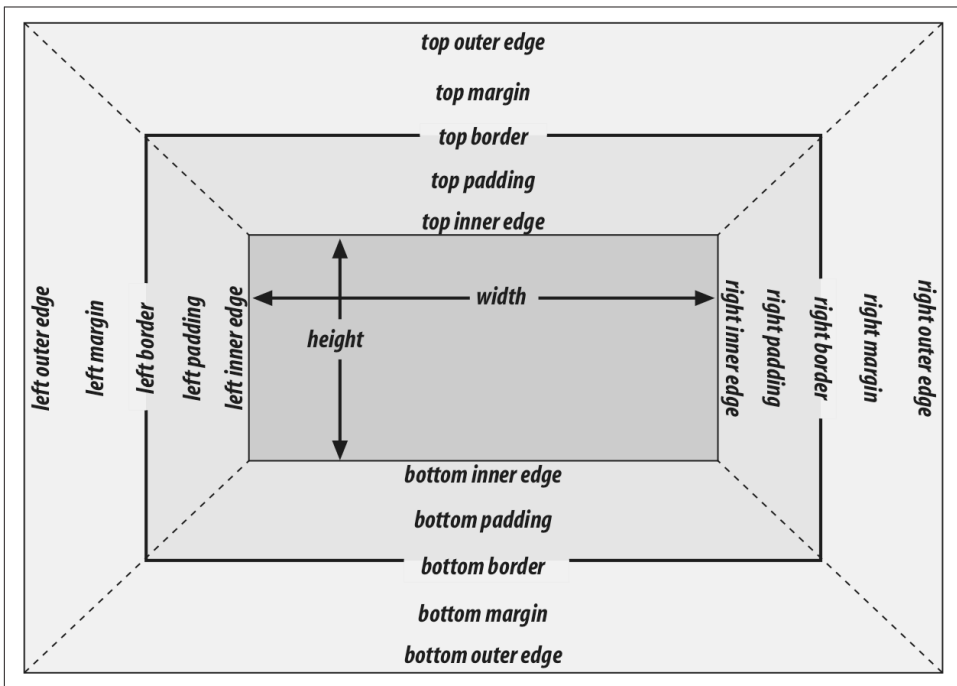 top outer edge
top margin
top border
top padding
top inner edge
left outer edge
left margin
left border
left padding
left inner edge
width
height
right inner edge
right padding
right border
right margin
right outer edge
bottom inner edge
bottom padding
bottom border
bottom margin
bottom outer edge